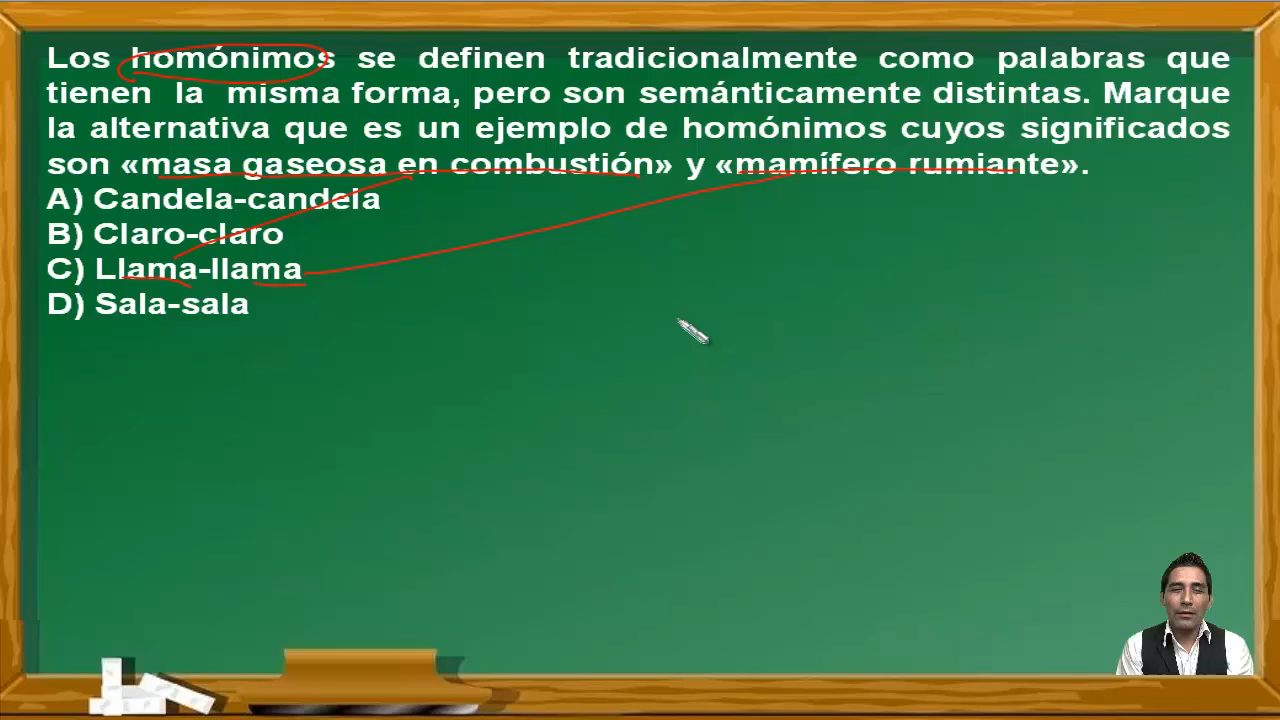 Los homónimos se definen tradicionalmente como palabras que
tienen la misma forma, pero son semánticamente distintas. Marque
la alternativa que es un ejemplo de homónimos cuyos significados
son «masa gaseosa en combustión» y «mamífero rumiante».
A) Candela-candela
B) Claro-claro
C) Llama-llama
D) Sala-sala